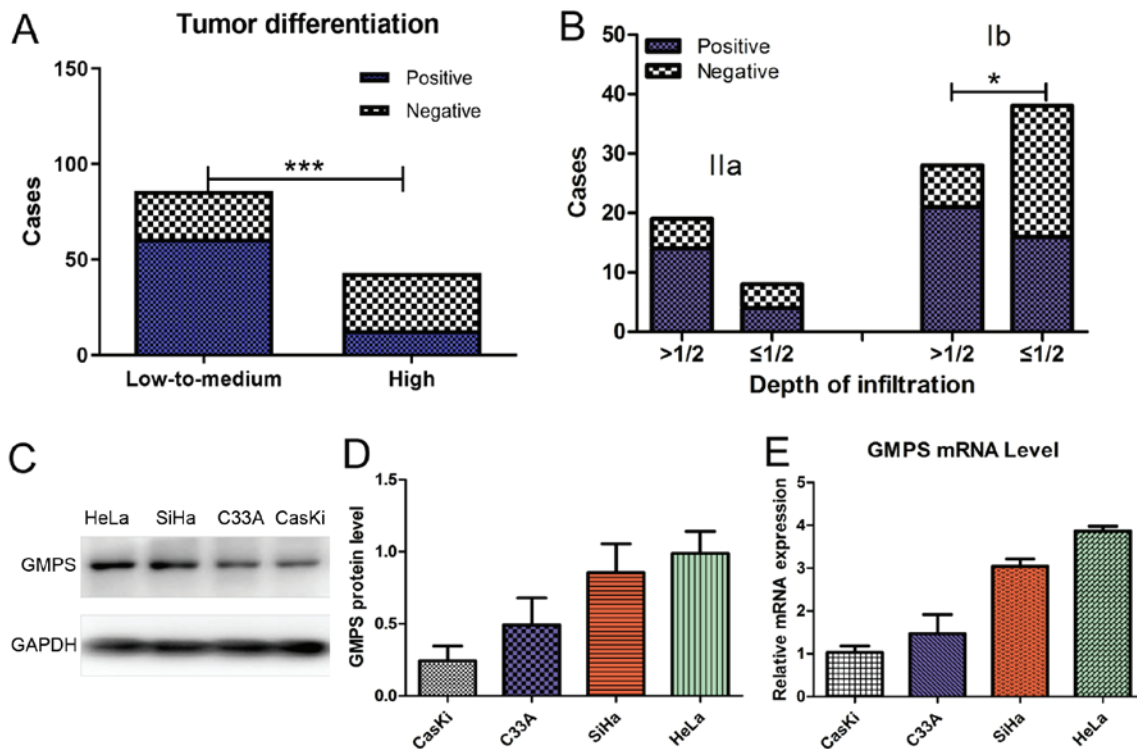 A
Tumor differentiation
Cases
150
100
50
0
Positive
Negative
***
Low-to-medium
High
B
Cases
50
40
30
20
10
0
Positive
Negative
IIa
Ib
*
>1/2
≤1/2
>1/2
≤1/2
Depth of infiltration
C
HeLa SiHa C33A CasKi
GMPS
GAPDH
D
GMPS protein level
1.5
1.0
0.5
0.0
CasKi
C33A
SiHa
HeLa
E
GMPS mRNA Level
Relative mRNA expression
5
4
3
2
1
0
CasKi
C33A
SiHa
HeLa